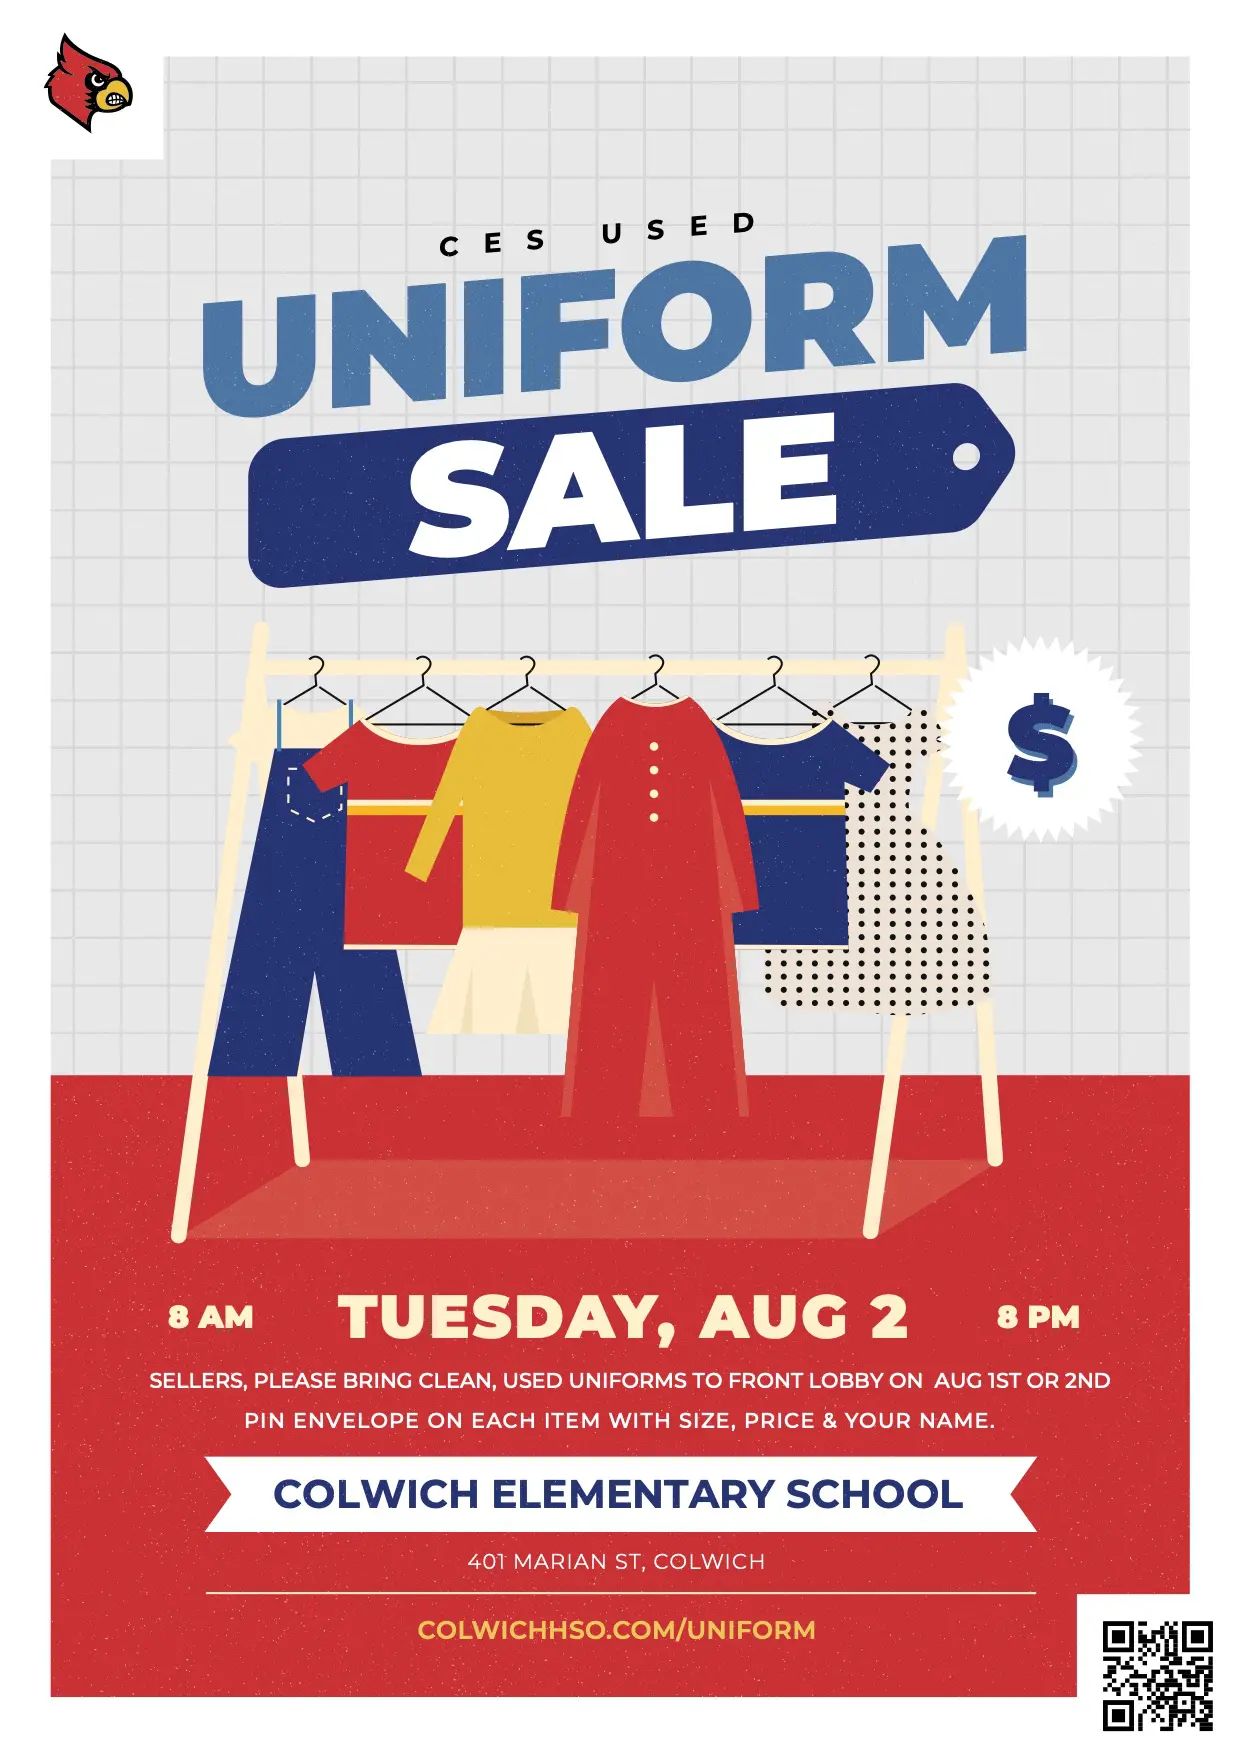 CES USED
UNIFORM
SALE
$
8 AM TUESDAY, AUG 2 8 PM
SELLERS, PLEASE BRING CLEAN, USED UNIFORMS TO FRONT LOBBY ON AUG 1ST OR 2ND
PIN ENVELOPE ON EACH ITEM WITH SIZE, PRICE & YOUR NAME.
COLWICH ELEMENTARY SCHOOL
401 MARIAN ST, COLWICH
COLWICHHSO.COM/UNIFORM